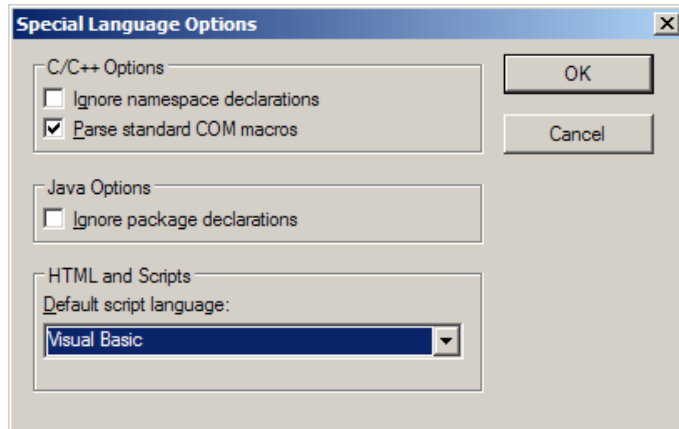 Special Language Options
C/C++ Options
Ignore namespace declarations
Parse standard COM macros
OK
Cancel
Java Options
Ignore package declarations
HTML and Scripts
Default script language:
Visual Basic